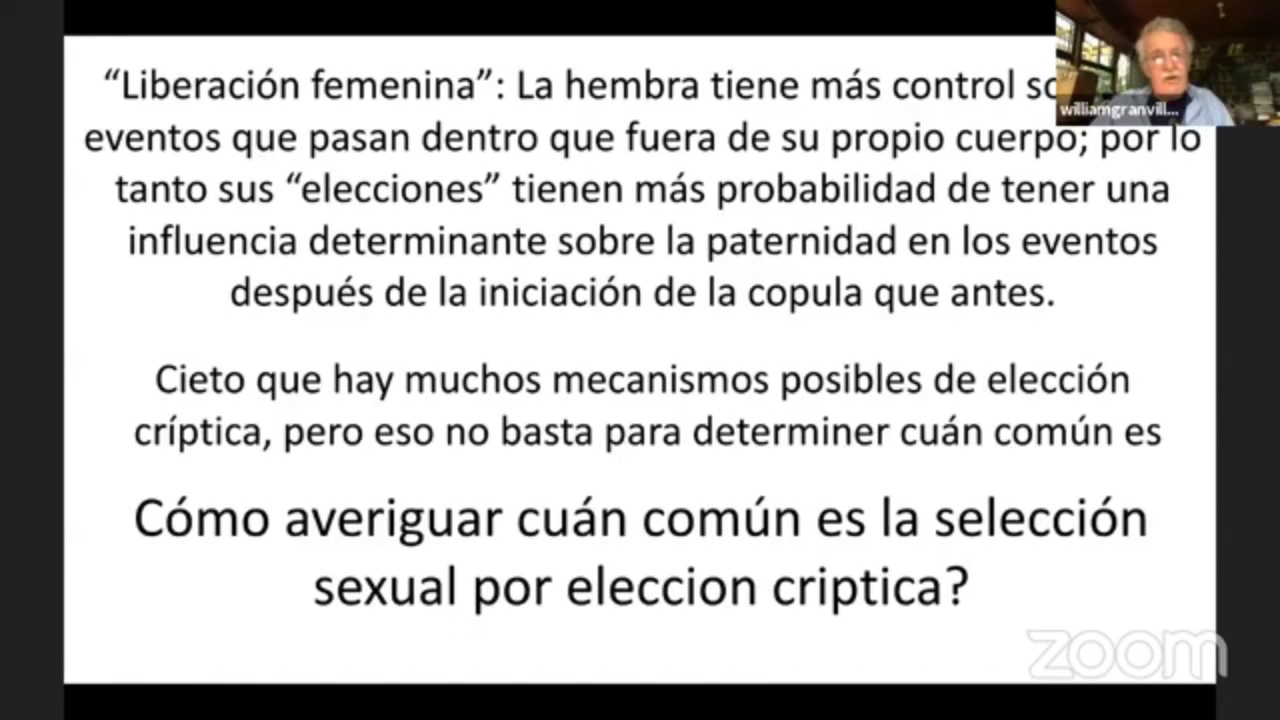 “Liberación femenina”: La hembra tiene más control
eventos que pasan dentro que fuera de su propio cuerpo; por lo
tanto sus “elecciones” tienen más probabilidad de tener una
influencia determinante sobre la paternidad en los eventos
después de la iniciación de la copula que antes.
Cieto que hay muchos mecanismos posibles de elección
críptica, pero eso no basta para determiner cuán común es
Cómo averiguar cuán común es la selección
sexual por eleccion criptica?
williamgranvill...
zoom